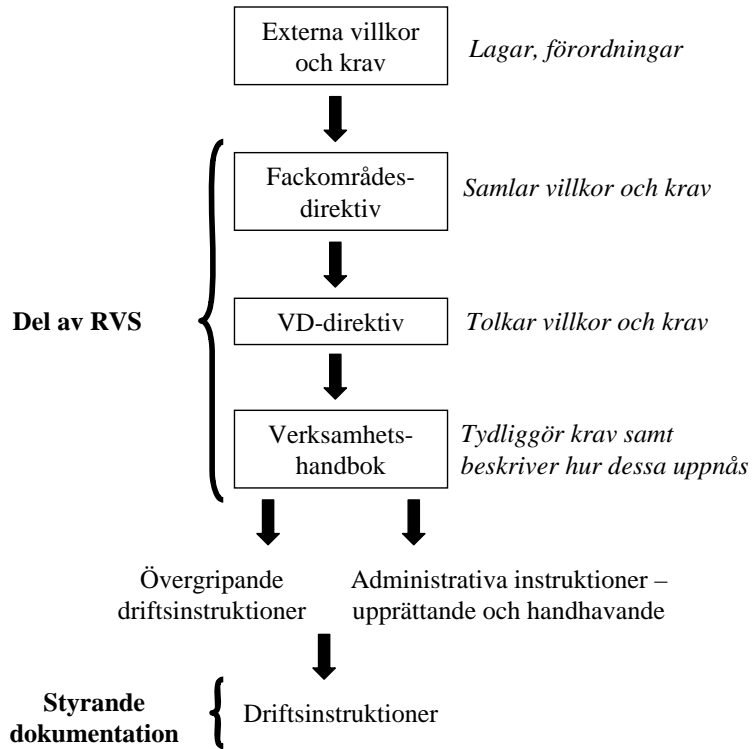 Externa villkor
och krav
Lagar, förordningar
Fackområdes-
direktiv
Samlar villkor och krav
Del av RVS
VD-direktiv
Tolkar villkor och krav
Verksamhets-
handbok
Tydliggör krav samt
beskriver hur dessa uppnås
Övergripande
driftsinstruktioner
Administrativa instruktioner –
upprättande och handhavande
Styrande
dokumentation
Driftsinstruktioner